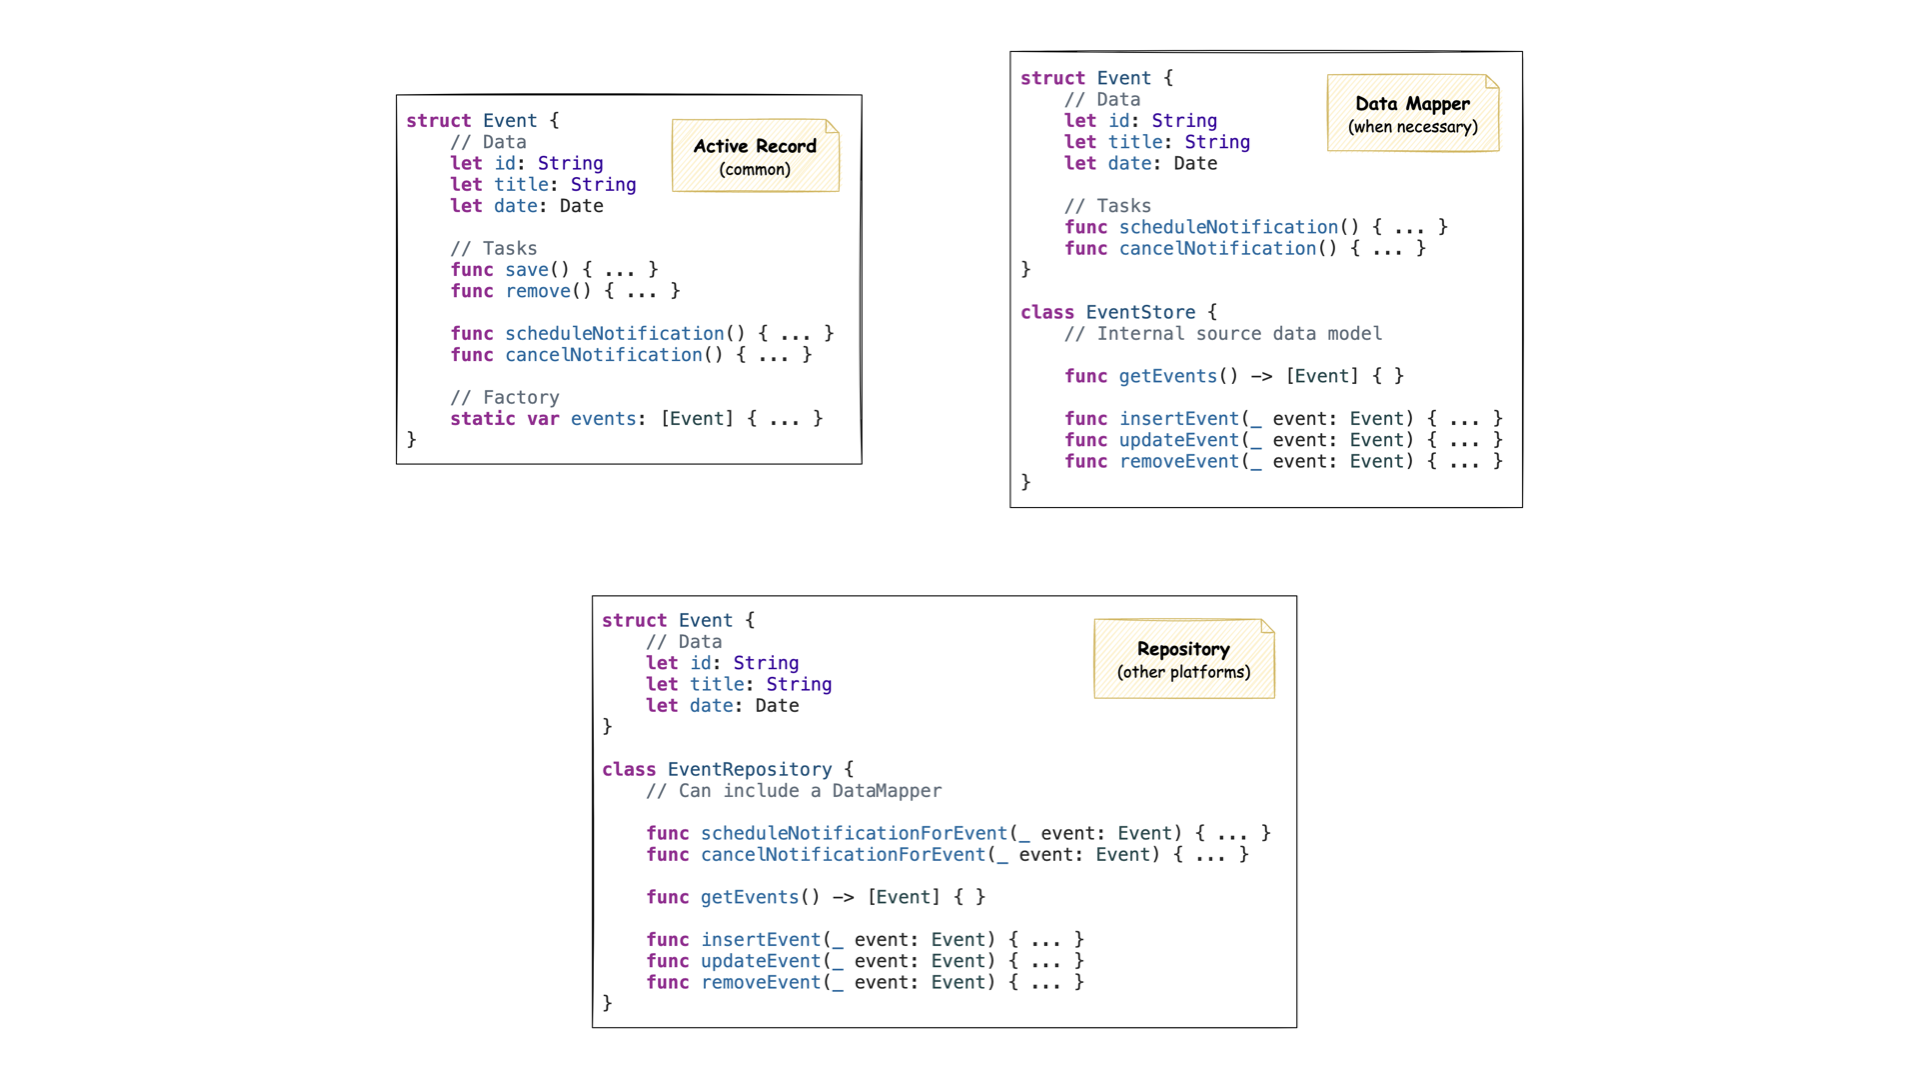 struct Event {
    // Data
    let id: String
    let title: String
    let date: Date

    // Tasks
    func save() { ... }
    func remove() { ... }

    func scheduleNotification() { ... }
    func cancelNotification() { ... }

    // Factory
    static var events: [Event] { ... }
}
Active Record
(common)
struct Event {
    // Data
    let id: String
    let title: String
    let date: Date

    // Tasks
    func scheduleNotification() { ... }
    func cancelNotification() { ... }
}

class EventStore {
    // Internal source data model

    func getEvents() -> [Event] { }

    func insertEvent(_ event: Event) { ... }
    func updateEvent(_ event: Event) { ... }
    func removeEvent(_ event: Event) { ... }
}
Data Mapper
(when necessary)
struct Event {
    // Data
    let id: String
    let title: String
    let date: Date
}

class EventRepository {
    // Can include a DataMapper

    func scheduleNotificationForEvent(_ event: Event) { ... }
    func cancelNotificationForEvent(_ event: Event) { ... }

    func getEvents() -> [Event] { }

    func insertEvent(_ event: Event) { ... }
    func updateEvent(_ event: Event) { ... }
    func removeEvent(_ event: Event) { ... }
}
Repository
(other platforms)